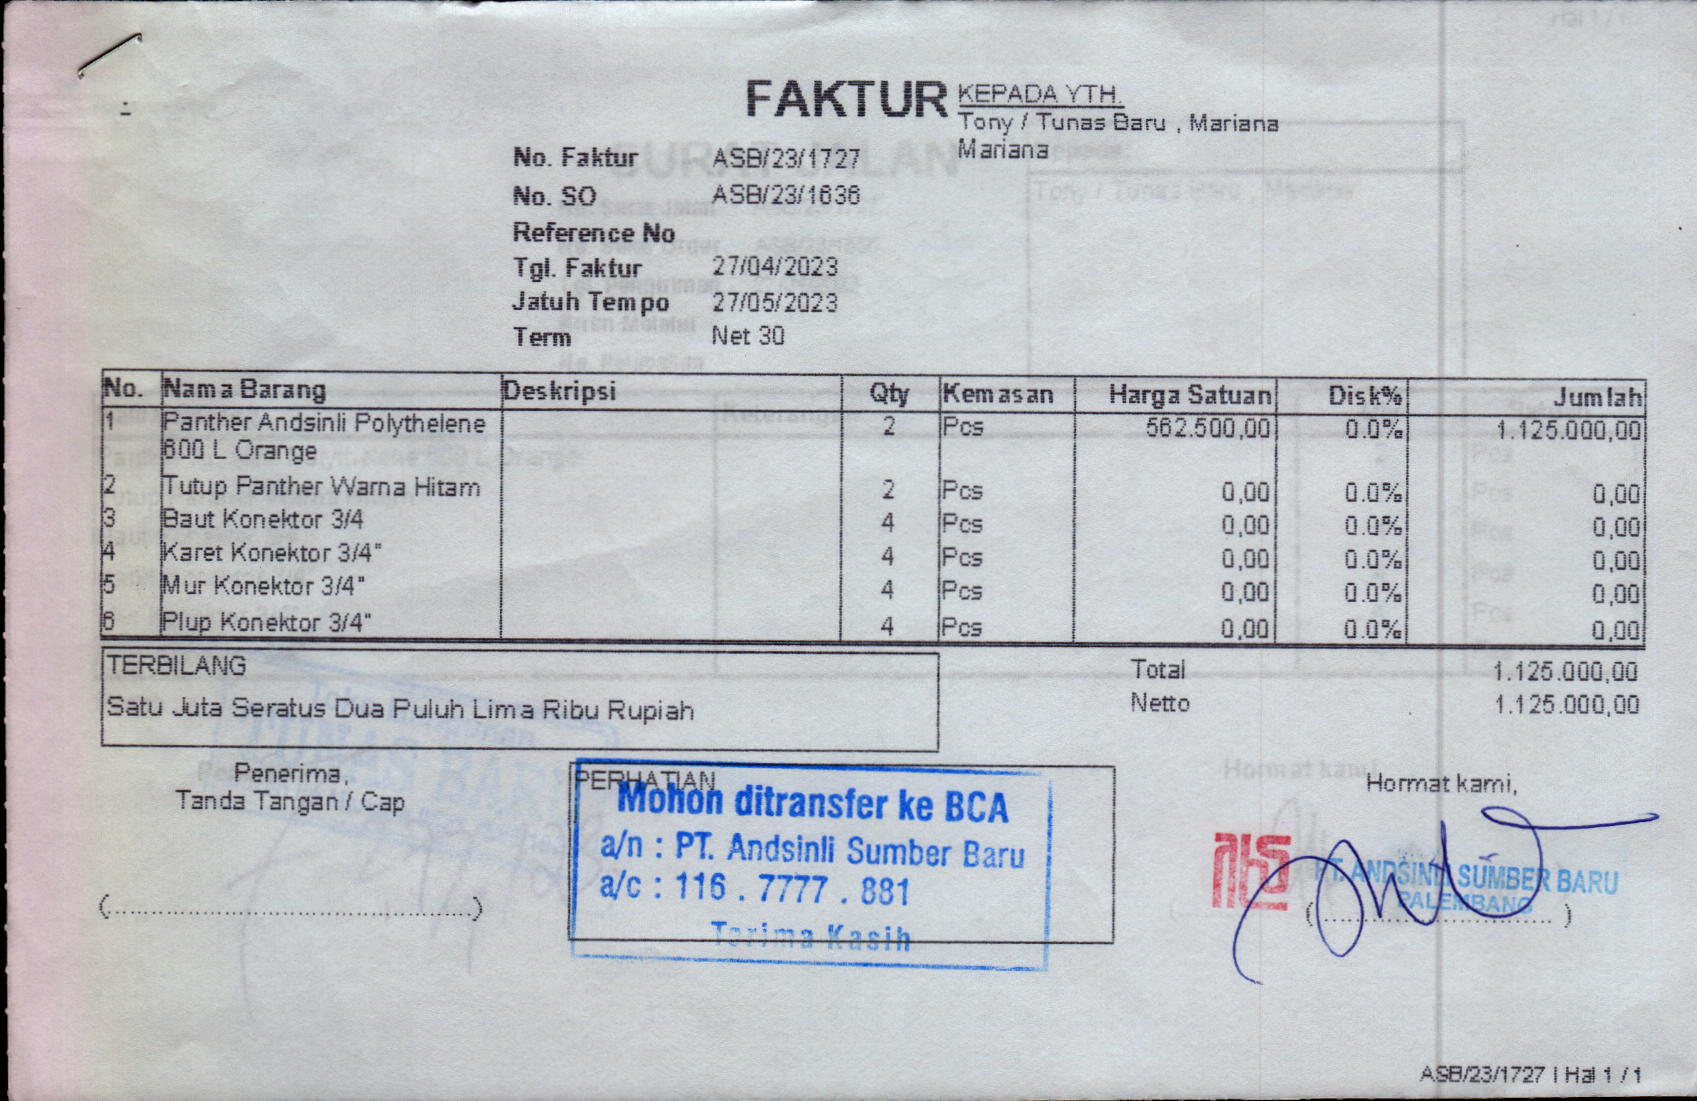 FAKTUR
KEPADA YTH.
Tony / Tunas Baru , Mariana
Mariana
No. Faktur ASB/23/1727
No. SO ASB/23/1636
Reference No
Tgl. Faktur 27/04/2023
Jatuh Tempo 27/05/2023
Term Net 30
No. Nama Barang Deskripsi Qty Kemasan Harga Satuan Disk% Jumlah
1 Panther Andsinli Polythelene 2 Pcs 562.500,00 0.0% 1.125.000,00
600 L Orange
2 Tutup Panther Warna Hitam 2 Pcs 0,00 0.0% 0,00
3 Baut Konektor 3/4 4 Pcs 0,00 0.0% 0,00
4 Karet Konektor 3/4" 4 Pcs 0,00 0.0% 0,00
5 Mur Konektor 3/4" 4 Pcs 0,00 0.0% 0,00
6 Plup Konektor 3/4" 4 Pcs 0,00 0.0% 0,00
TERBILANG
Satu Juta Seratus Dua Puluh Lima Ribu Rupiah
Total 1.125.000,00
Netto 1.125.000,00
Penerima,
Tanda Tangan / Cap
(........................................)
PERHATIAN
Mohon ditransfer ke BCA
a/n : PT. Andsinli Sumber Baru
a/c : 116 . 7777 . 881
Terima Kasih
Hormat kami,
PT. ANDSINLI SUMBER BARU
PALEMBANG
(........................................)
ASB/23/1727 | Hal 1 / 1